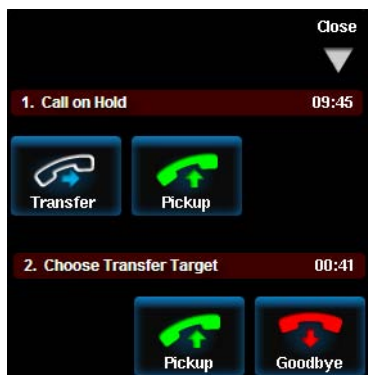 Close
1. Call on Hold 09:45
Transfer Pickup
2. Choose Transfer Target 00:41
Pickup Goodbye